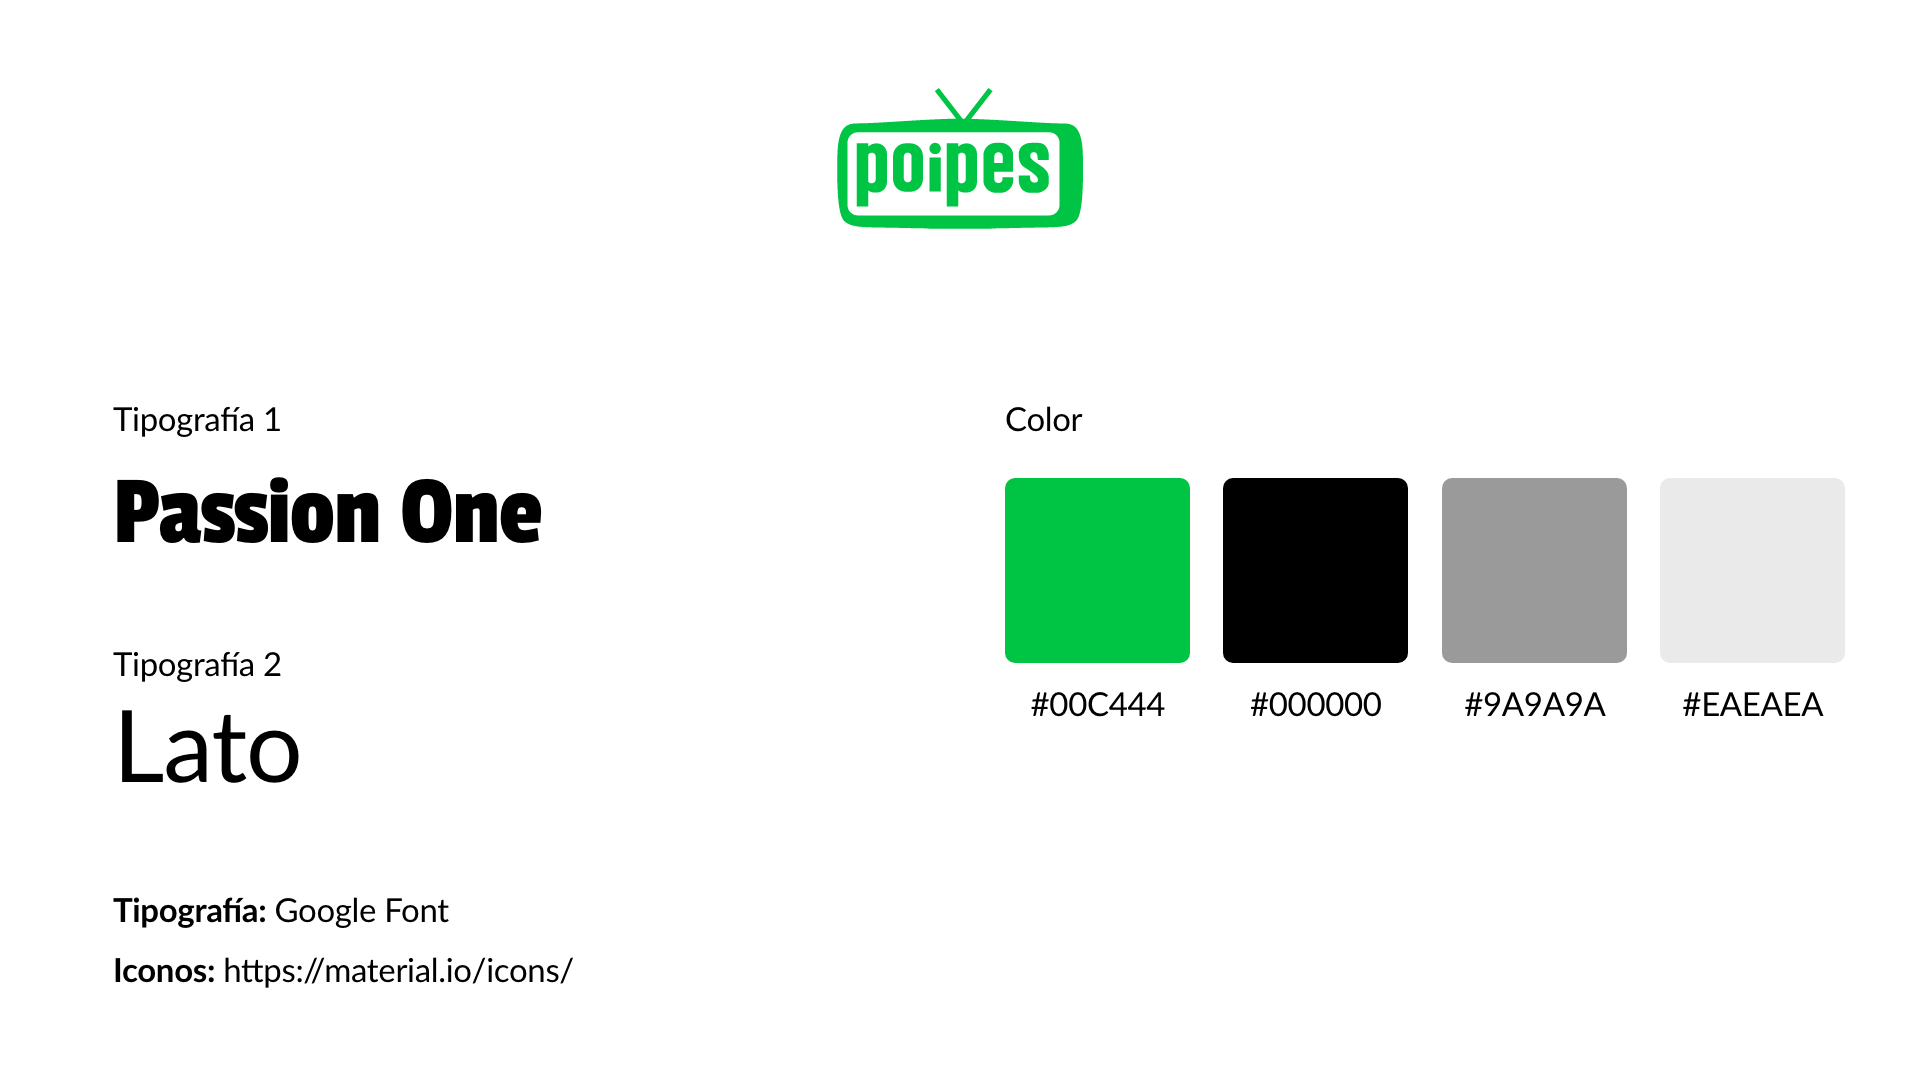 poipes
Tipografía 1
Passion One
Tipografía 2
Lato
Tipografía: Google Font
Iconos: https://material.io/icons/
Color
#00C444
#000000
#9A9A9A
#EAEAEA